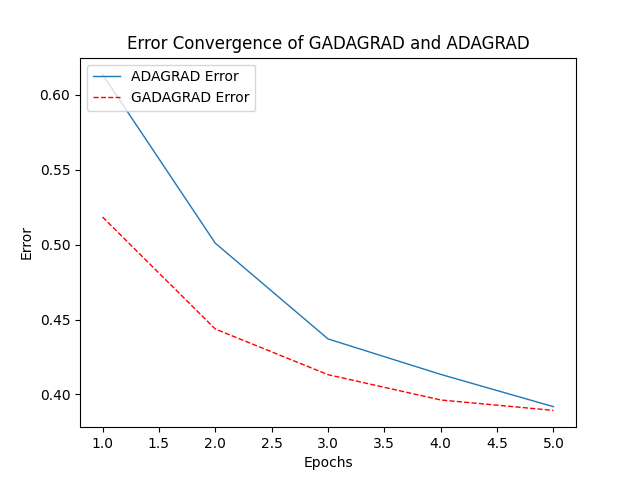 Error Convergence of GADAGRAD and ADAGRAD
ADAGRAD Error
GADAGRAD Error
0.60
0.55
0.50
0.45
0.40
Error
1.0 1.5 2.0 2.5 3.0 3.5 4.0 4.5 5.0
Epochs